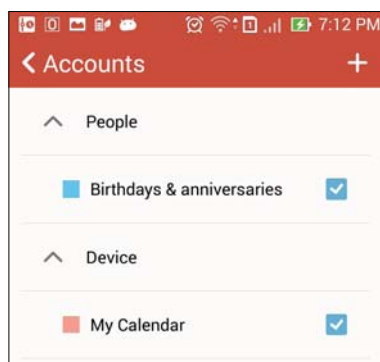 7:12 PM
Accounts
People
Birthdays & anniversaries
Device
My Calendar